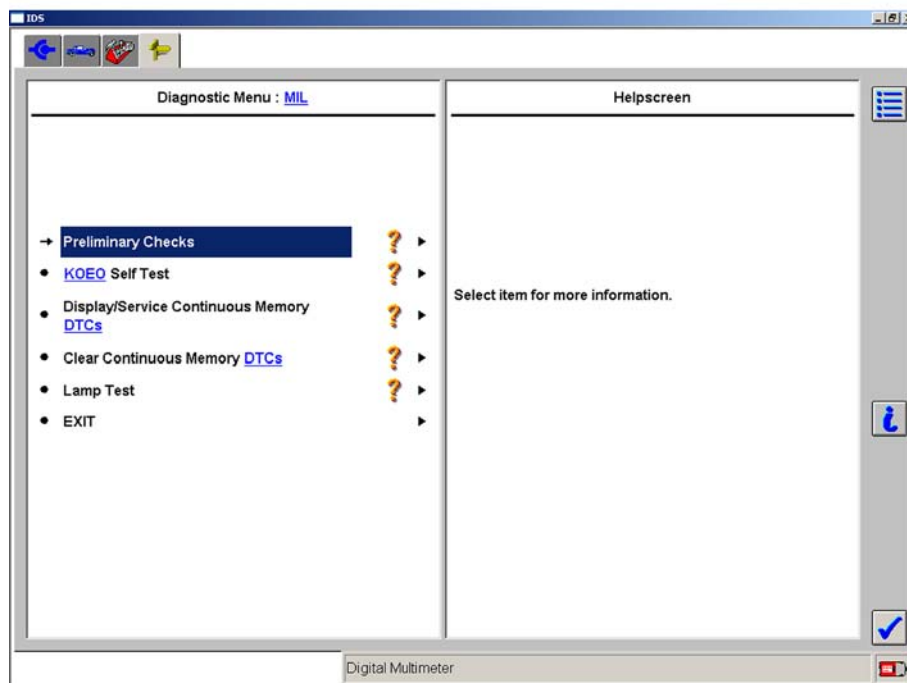 IDS
Diagnostic Menu : MIL
Helpscreen
Preliminary Checks
KOEO Self Test
Display/Service Continuous Memory
DTCs
Clear Continuous Memory DTCs
Lamp Test
EXIT
Select item for more information.
Digital Multimeter